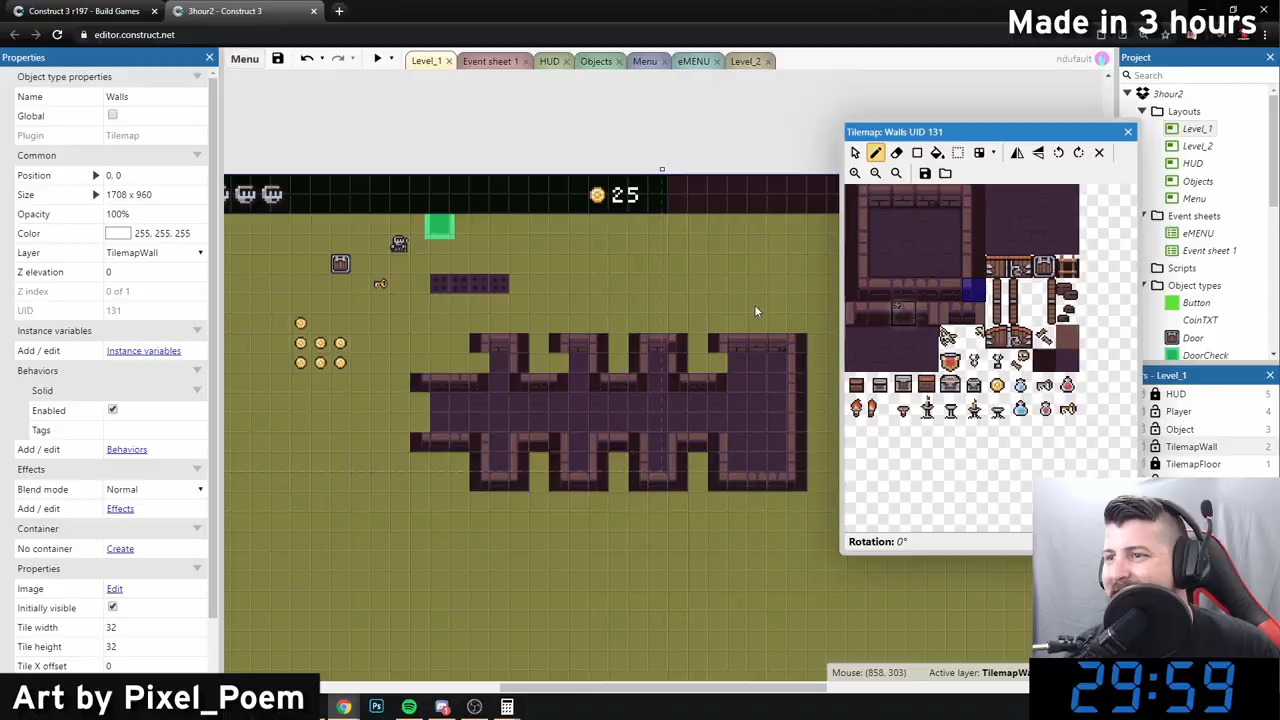 Construct 3 r197 - Build Games
3hour2 - Construct 3
editor.construct.net
Made in 3 hours
Properties
Menu
Level_1
Event sheet 1
HUD
Objects
Menu
eMENU
Level_2
ndufault
Project
Object type properties
Search
Name
Walls
Global
Plugin
Tilemap
Common
Position
0, 0
Size
1708 x 960
Opacity
100%
Color
255, 255, 255
Layer
TilemapWall
Z elevation
0
Z index
0 of 1
UID
131
Instance variables
Add / edit
Instance variables
Behaviors
Solid
Enabled
Tags
Add / edit
Behaviors
Effects
Blend mode
Normal
Add / edit
Effects
Container
No container
Create
Properties
Image
Edit
Initially visible
Tile width
32
Tile height
32
Tile X offset
0
25
Tilemap: Walls UID 131
Rotation: 0°
Mouse: (858, 303)
Active layer:
3hour2
Layouts
Level_1
Level_2
HUD
Objects
Menu
Event sheets
eMENU
Event sheet 1
Scripts
Object types
Button
CoinTXT
Door
DoorCheck
Level_1
HUD
5
Player
4
Object
3
TilemapWall
2
TilemapFloor
Art by Pixel_Poem
29:59